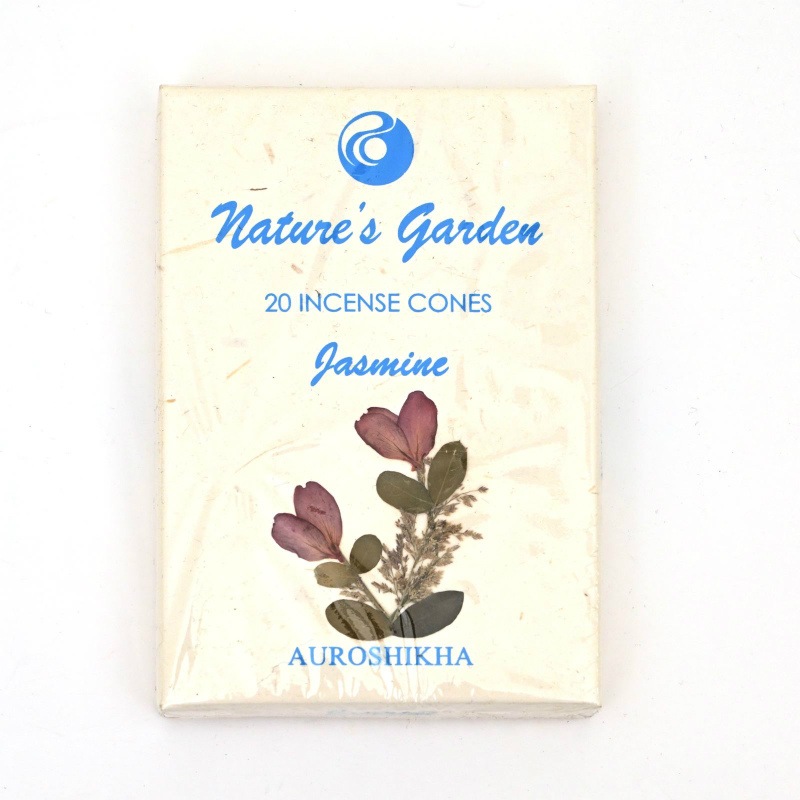 Nature's Garden
20 INCENSE CONES
Jasmine
AUROSHIKHA